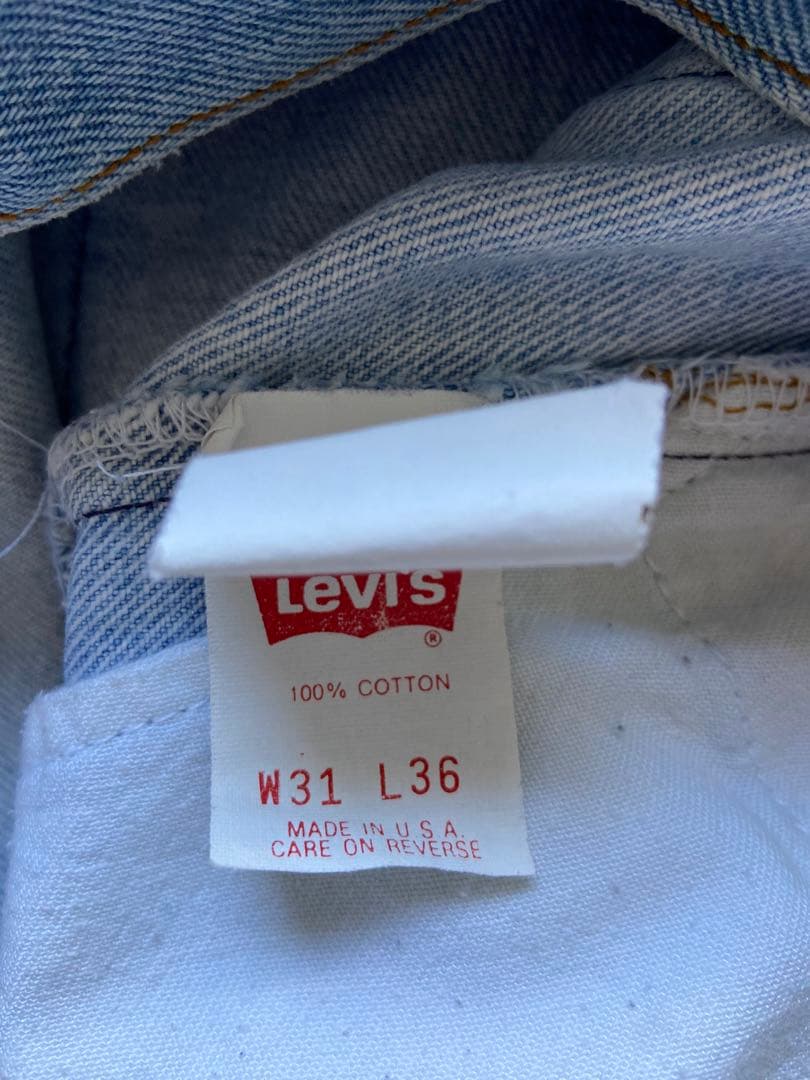 Levi's
®
100% COTTON
W31 L36
MADE IN U.S.A.
CARE ON REVERSE